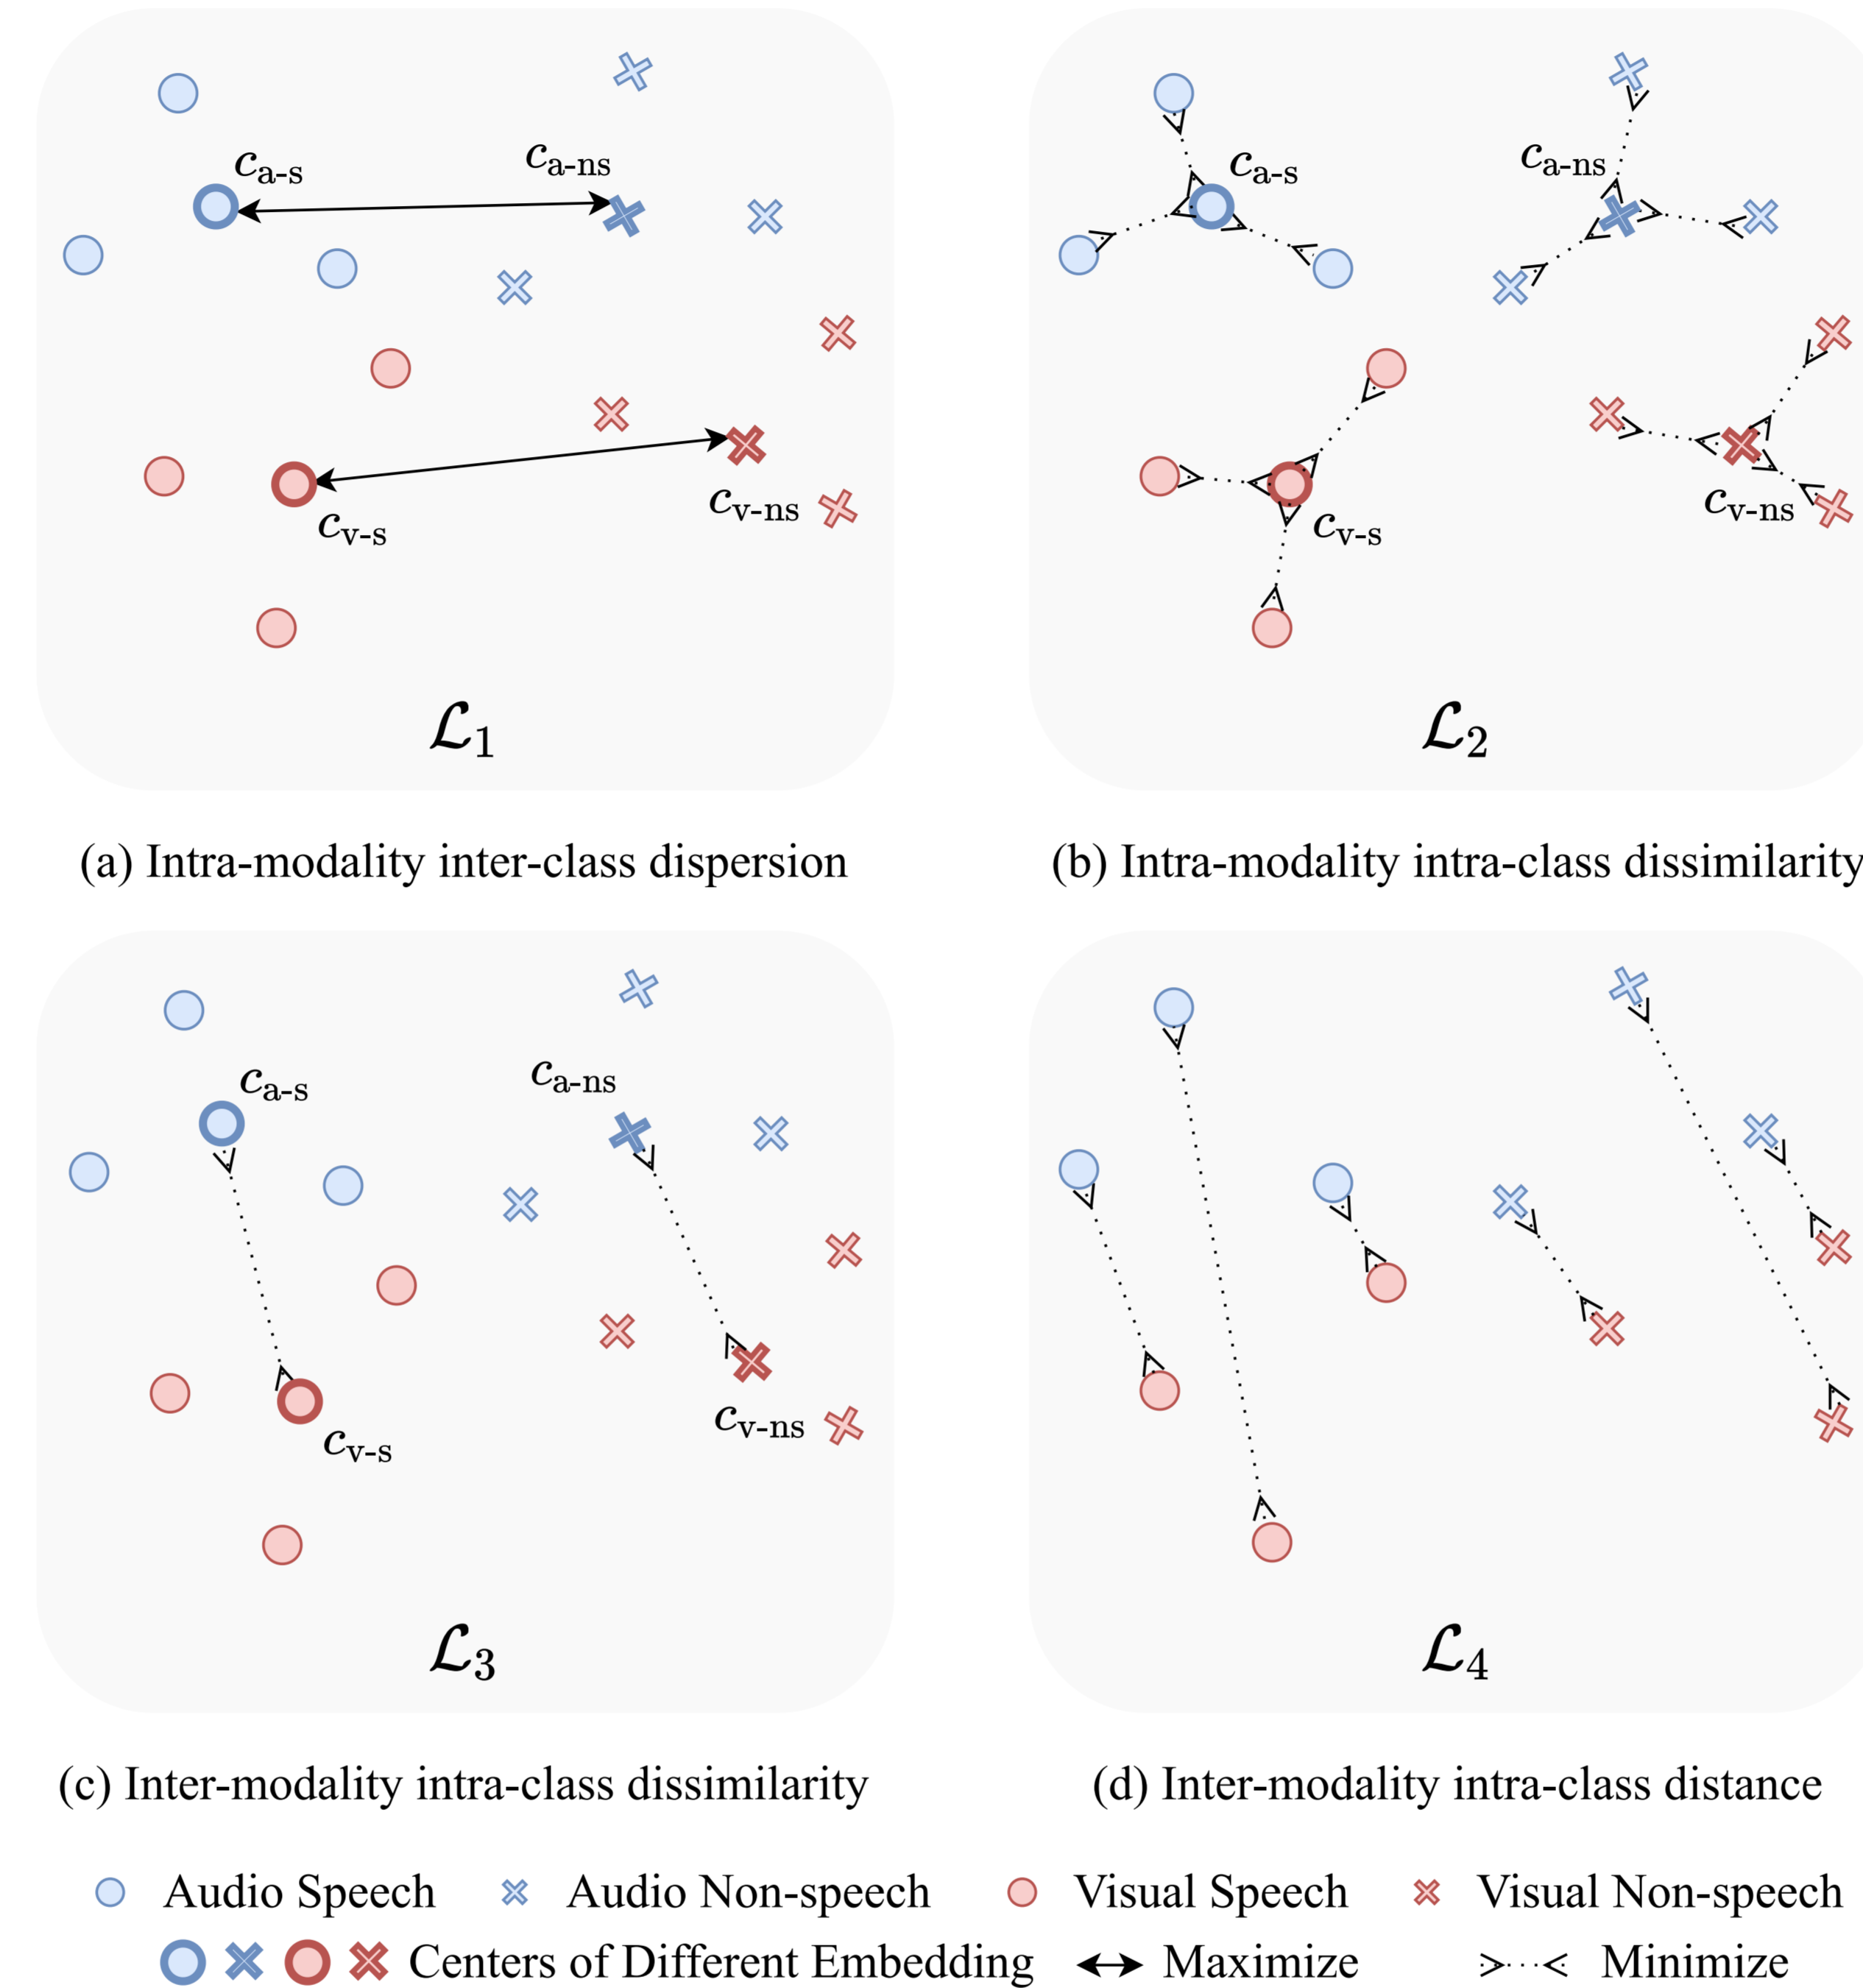 c_a-s c_a-ns
c_v-s c_v-ns
ℒ_1
(a) Intra-modality inter-class dispersion
c_a-s c_a-ns
c_v-s c_v-ns
ℒ_2
(b) Intra-modality intra-class dissimilarity
c_a-s c_a-ns
c_v-s c_v-ns
ℒ_3
(c) Inter-modality intra-class dissimilarity
ℒ_4
(d) Inter-modality intra-class distance
Audio Speech Audio Non-speech Visual Speech Visual Non-speech
Centers of Different Embedding Maximize Minimize